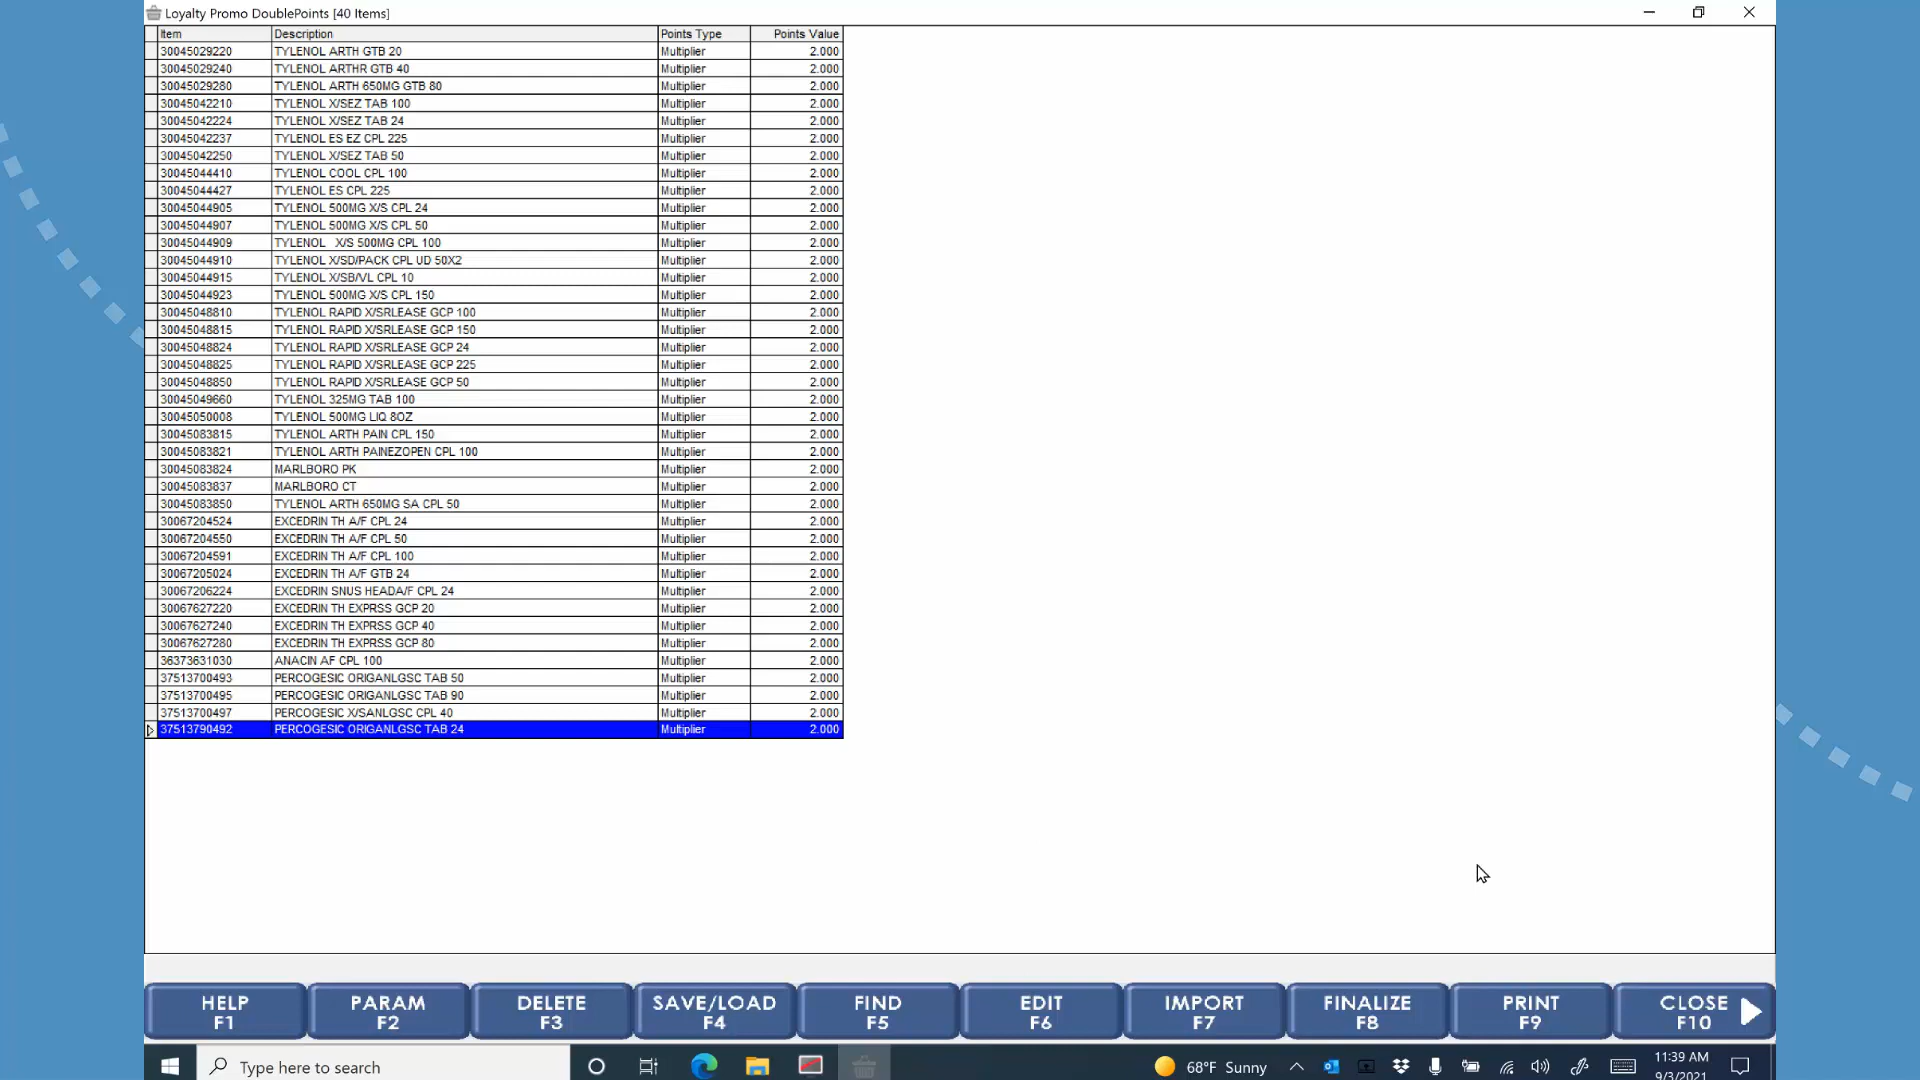 Loyalty Promo DoublePoints [40 Items]
Item Description Points Type Points Value
30045029220 TYLENOL ARTH GTB 20 Multiplier 2.000
30045029240 TYLENOL ARTHR GTB 40 Multiplier 2.000
30045029280 TYLENOL ARTH 650MG GTB 80 Multiplier 2.000
30045042210 TYLENOL X/SEZ TAB 100 Multiplier 2.000
30045042224 TYLENOL X/SEZ TAB 24 Multiplier 2.000
30045042237 TYLENOL ES EZ CPL 225 Multiplier 2.000
30045042250 TYLENOL X/SEZ TAB 50 Multiplier 2.000
30045044410 TYLENOL COOL CPL 100 Multiplier 2.000
30045044427 TYLENOL ES CPL 225 Multiplier 2.000
30045044905 TYLENOL 500MG X/S CPL 24 Multiplier 2.000
30045044907 TYLENOL 500MG X/S CPL 50 Multiplier 2.000
30045044909 TYLENOL X/S 500MG CPL 100 Multiplier 2.000
30045044910 TYLENOL X/SD/PACK CPL UD 50X2 Multiplier 2.000
30045044915 TYLENOL X/SB/VL CPL 10 Multiplier 2.000
30045044923 TYLENOL 500MG X/S CPL 150 Multiplier 2.000
30045048810 TYLENOL RAPID X/SRLEASE GCP 100 Multiplier 2.000
30045048815 TYLENOL RAPID X/SRLEASE GCP 150 Multiplier 2.000
30045048824 TYLENOL RAPID X/SRLEASE GCP 24 Multiplier 2.000
30045048825 TYLENOL RAPID X/SRLEASE GCP 225 Multiplier 2.000
30045048850 TYLENOL RAPID X/SRLEASE GCP 50 Multiplier 2.000
30045049660 TYLENOL 325MG TAB 100 Multiplier 2.000
30045050008 TYLENOL 500MG LIQ 8OZ Multiplier 2.000
30045083815 TYLENOL ARTH PAIN CPL 150 Multiplier 2.000
30045083821 TYLENOL ARTH PAINEZOPEN CPL 100 Multiplier 2.000
30045083824 MARLBORO PK Multiplier 2.000
30045083837 MARLBORO CT Multiplier 2.000
30045083850 TYLENOL ARTH 650MG SA CPL 50 Multiplier 2.000
30067204524 EXCEDRIN TH A/F CPL 24 Multiplier 2.000
30067204550 EXCEDRIN TH A/F CPL 50 Multiplier 2.000
30067204591 EXCEDRIN TH A/F CPL 100 Multiplier 2.000
30067205024 EXCEDRIN TH A/F GTB 24 Multiplier 2.000
30067206224 EXCEDRIN SNUS HEADA/F CPL 24 Multiplier 2.000
30067627220 EXCEDRIN TH EXPRSS GCP 20 Multiplier 2.000
30067627240 EXCEDRIN TH EXPRSS GCP 40 Multiplier 2.000
30067627280 EXCEDRIN TH EXPRSS GCP 80 Multiplier 2.000
36373631030 ANACIN AF CPL 100 Multiplier 2.000
37513700493 PERCOGESIC ORIGANLGSC TAB 50 Multiplier 2.000
37513700495 PERCOGESIC ORIGANLGSC TAB 90 Multiplier 2.000
37513700497 PERCOGESIC X/SANLGSC CPL 40 Multiplier 2.000
37513790492 PERCOGESIC ORIGANLGSC TAB 24 Multiplier 2.000
HELP PARAM DELETE SAVE/LOAD FIND EDIT IMPORT FINALIZE PRINT CLOSE
F1 F2 F3 F4 F5 F6 F7 F8 F9 F10
Type here to search 68°F Sunny 11:39 AM
9/3/2021